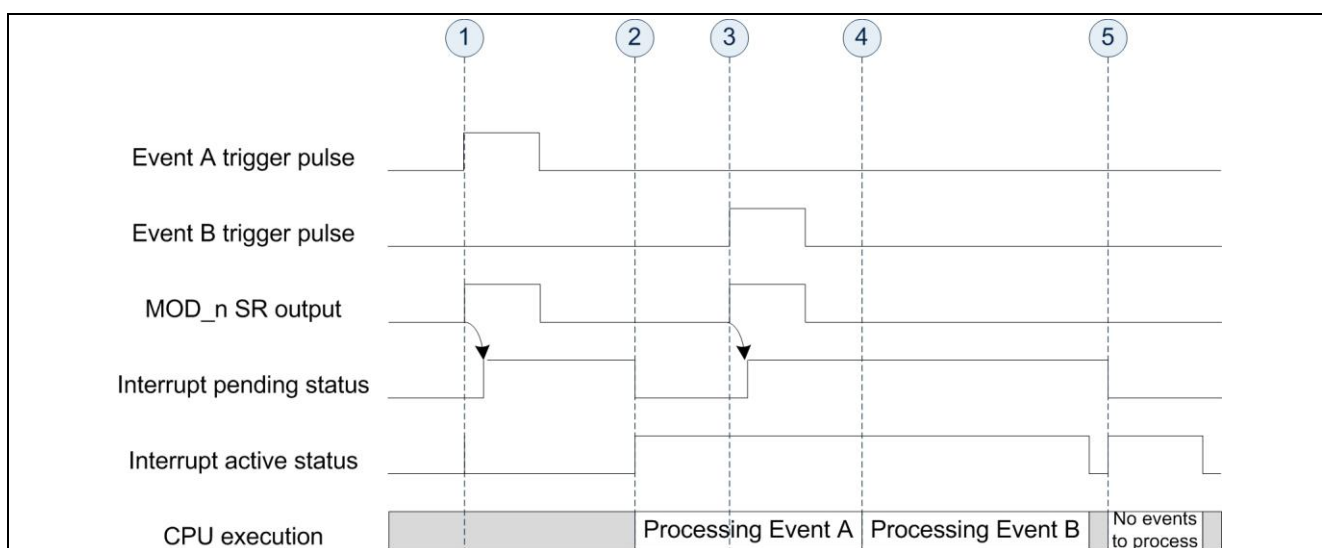 1 2 3 4 5
Event A trigger pulse
Event B trigger pulse
MOD_n SR output
Interrupt pending status
Interrupt active status
CPU execution
Processing Event A
Processing Event B
No events
to process